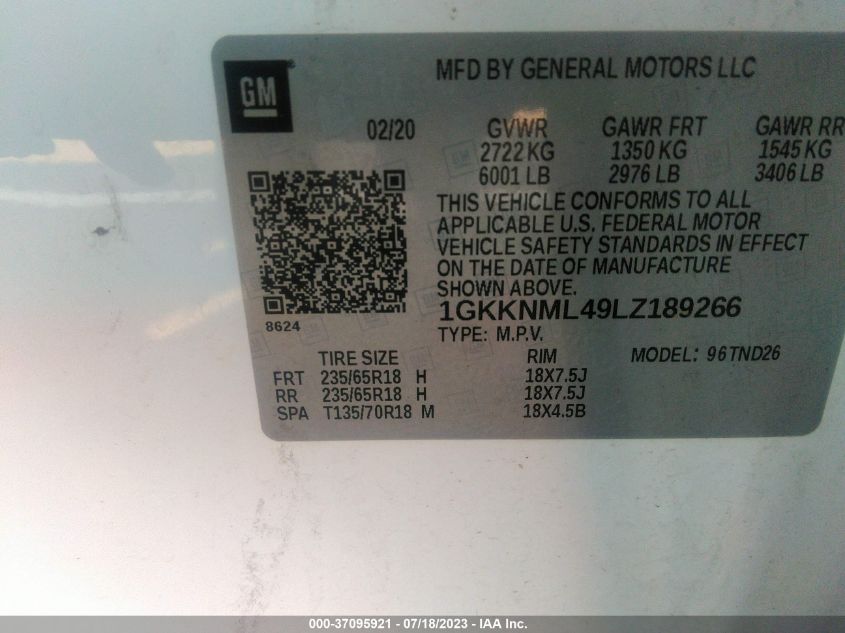 GM ®
MFD BY GENERAL MOTORS LLC
02/20 GVWR GAWR FRT GAWR RR
2722 KG 1350 KG 1545 KG
6001 LB 2976 LB 3406 LB
THIS VEHICLE CONFORMS TO ALL
APPLICABLE U.S. FEDERAL MOTOR
VEHICLE SAFETY STANDARDS IN EFFECT
ON THE DATE OF MANUFACTURE
SHOWN ABOVE.
1GKKNML49LZ189266
8624
TYPE: M.P.V.
TIRE SIZE RIM MODEL: 96TND26
FRT 235/65R18 H 18X7.5J
RR 235/65R18 H 18X7.5J
SPA T135/70R18 M 18X4.5B
000-37095921 - 07/18/2023 - IAA Inc.